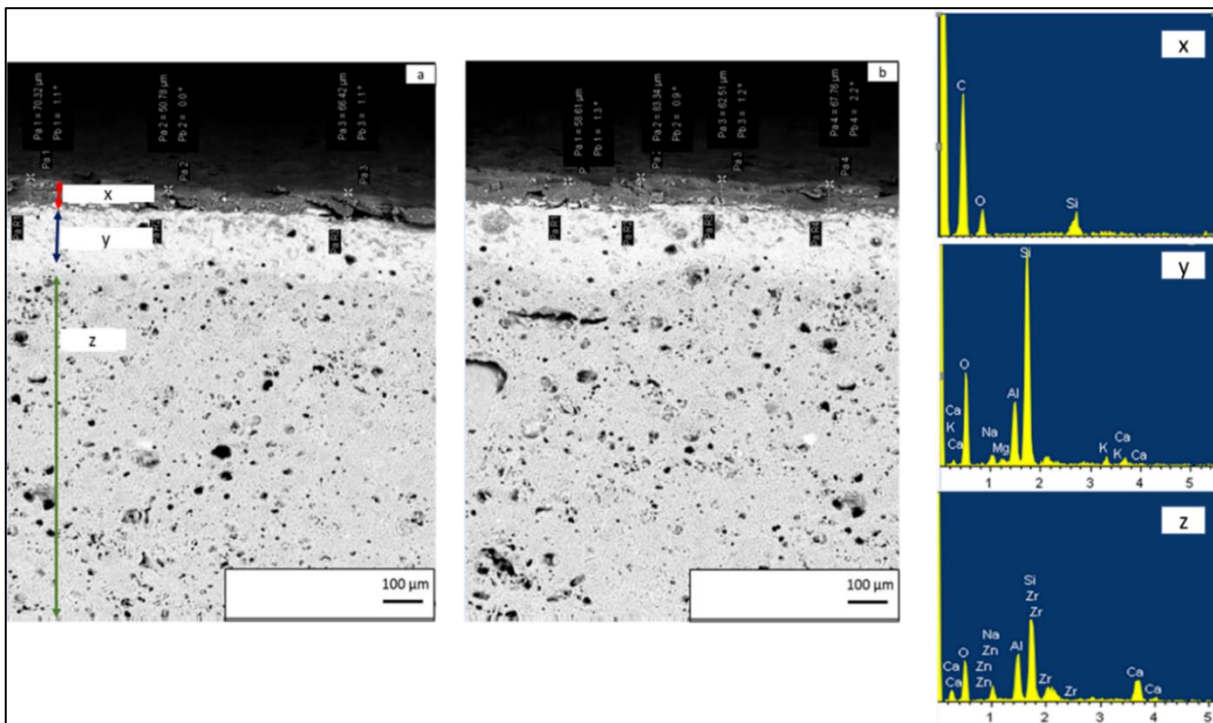 a
Pa 1 = 70.32 µm
Pb 1 = 1.1 °
Pa 2 = 50.78 µm
Pb 2 = 0.0 °
Pa 3 = 66.42 µm
Pb 3 = 1.1 °
Pa 1
Pa 2
Pa 3
x
y
z
100 µm
b
Pa 1 = 58.61 µm
Pb 1 = 1.3 °
Pa 2 = 83.34 µm
Pb 2 = 0.9 °
Pa 3 = 62.51 µm
Pb 3 = 1.2 °
Pa 4 = 67.76 µm
Pb 4 = 2.2 °
Pa 3
Pa 4
100 µm
x
C
O
Si
y
Si
O
Al
Ca
K
Ca
Na
Mg
K
Ca
K
Ca
1 2 3 4 5
z
Si
Zr
Zr
O
Na
Zn
Zn
Zn
Al
Ca
Ca
Zr
Zr
Ca
Ca
1 2 3 4 5